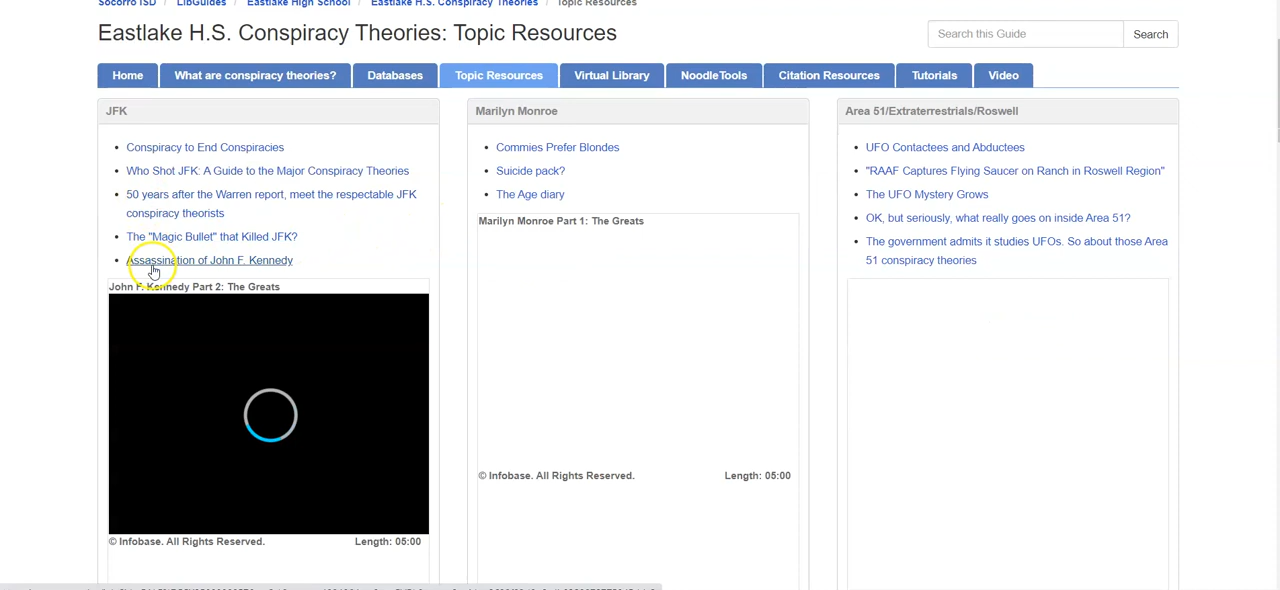 Socorro ISD / LibGuides / Eastlake High School / Eastlake H.S. Conspiracy Theories / Topic Resources
Eastlake H.S. Conspiracy Theories: Topic Resources
Search this Guide
Search
Home
What are conspiracy theories?
Databases
Topic Resources
Virtual Library
NoodleTools
Citation Resources
Tutorials
Video
JFK
Conspiracy to End Conspiracies
Who Shot JFK: A Guide to the Major Conspiracy Theories
50 years after the Warren report, meet the respectable JFK
conspiracy theorists
The "Magic Bullet" that Killed JFK?
Assassination of John F. Kennedy
John F. Kennedy Part 2: The Greats
© Infobase. All Rights Reserved.
Length: 05:00
Marilyn Monroe
Commies Prefer Blondes
Suicide pack?
The Age diary
Marilyn Monroe Part 1: The Greats
© Infobase. All Rights Reserved.
Length: 05:00
Area 51/Extraterrestrials/Roswell
UFO Contactees and Abductees
"RAAF Captures Flying Saucer on Ranch in Roswell Region"
The UFO Mystery Grows
OK, but seriously, what really goes on inside Area 51?
The government admits it studies UFOs. So about those Area
51 conspiracy theories